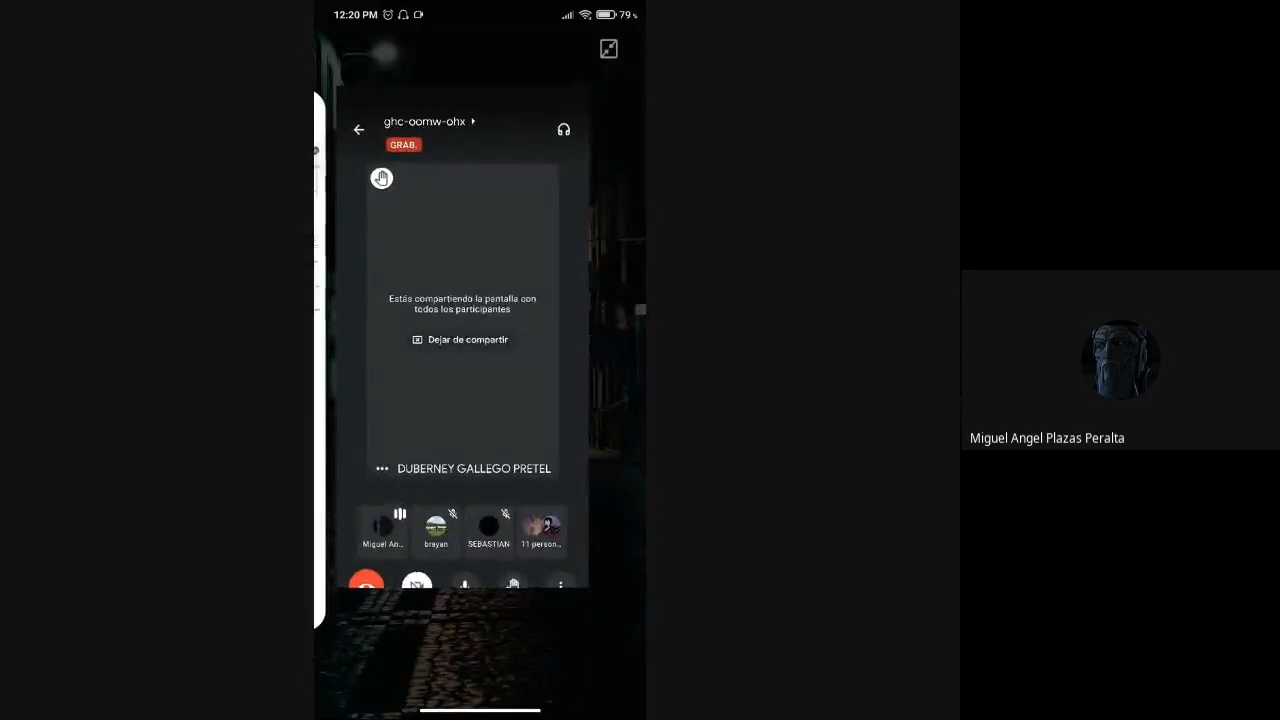 12:20 PM 79%
ghc-oomw-ohx
GRAB.
Estás compartiendo la pantalla con
todos los participantes
Dejar de compartir
DUBERNEY GALLEGO PRETEL
Miguel An... brayan SEBASTIAN 11 person...
Miguel Angel Plazas Peralta